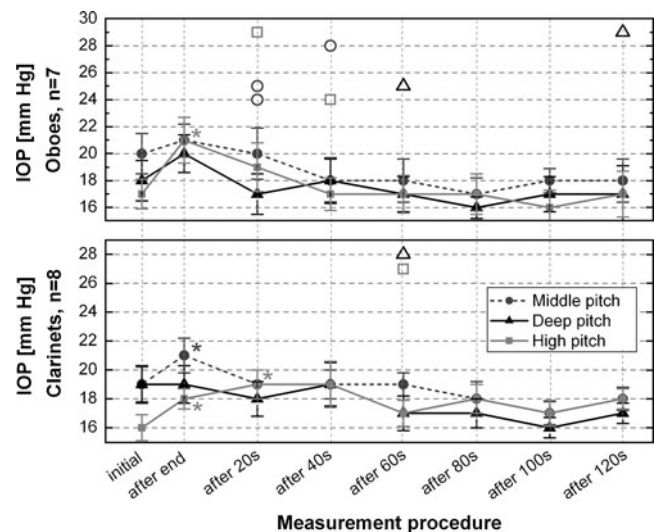 30
28
26
24
22
20
18
16
IOP [mm Hg]
Oboes, n=7
*
28
26
24
22
20
18
16
IOP [mm Hg]
Clarinets, n=8
*
*
*
Middle pitch
Deep pitch
High pitch
initial
after end
after 20s
after 40s
after 60s
after 80s
after 100s
after 120s
Measurement procedure